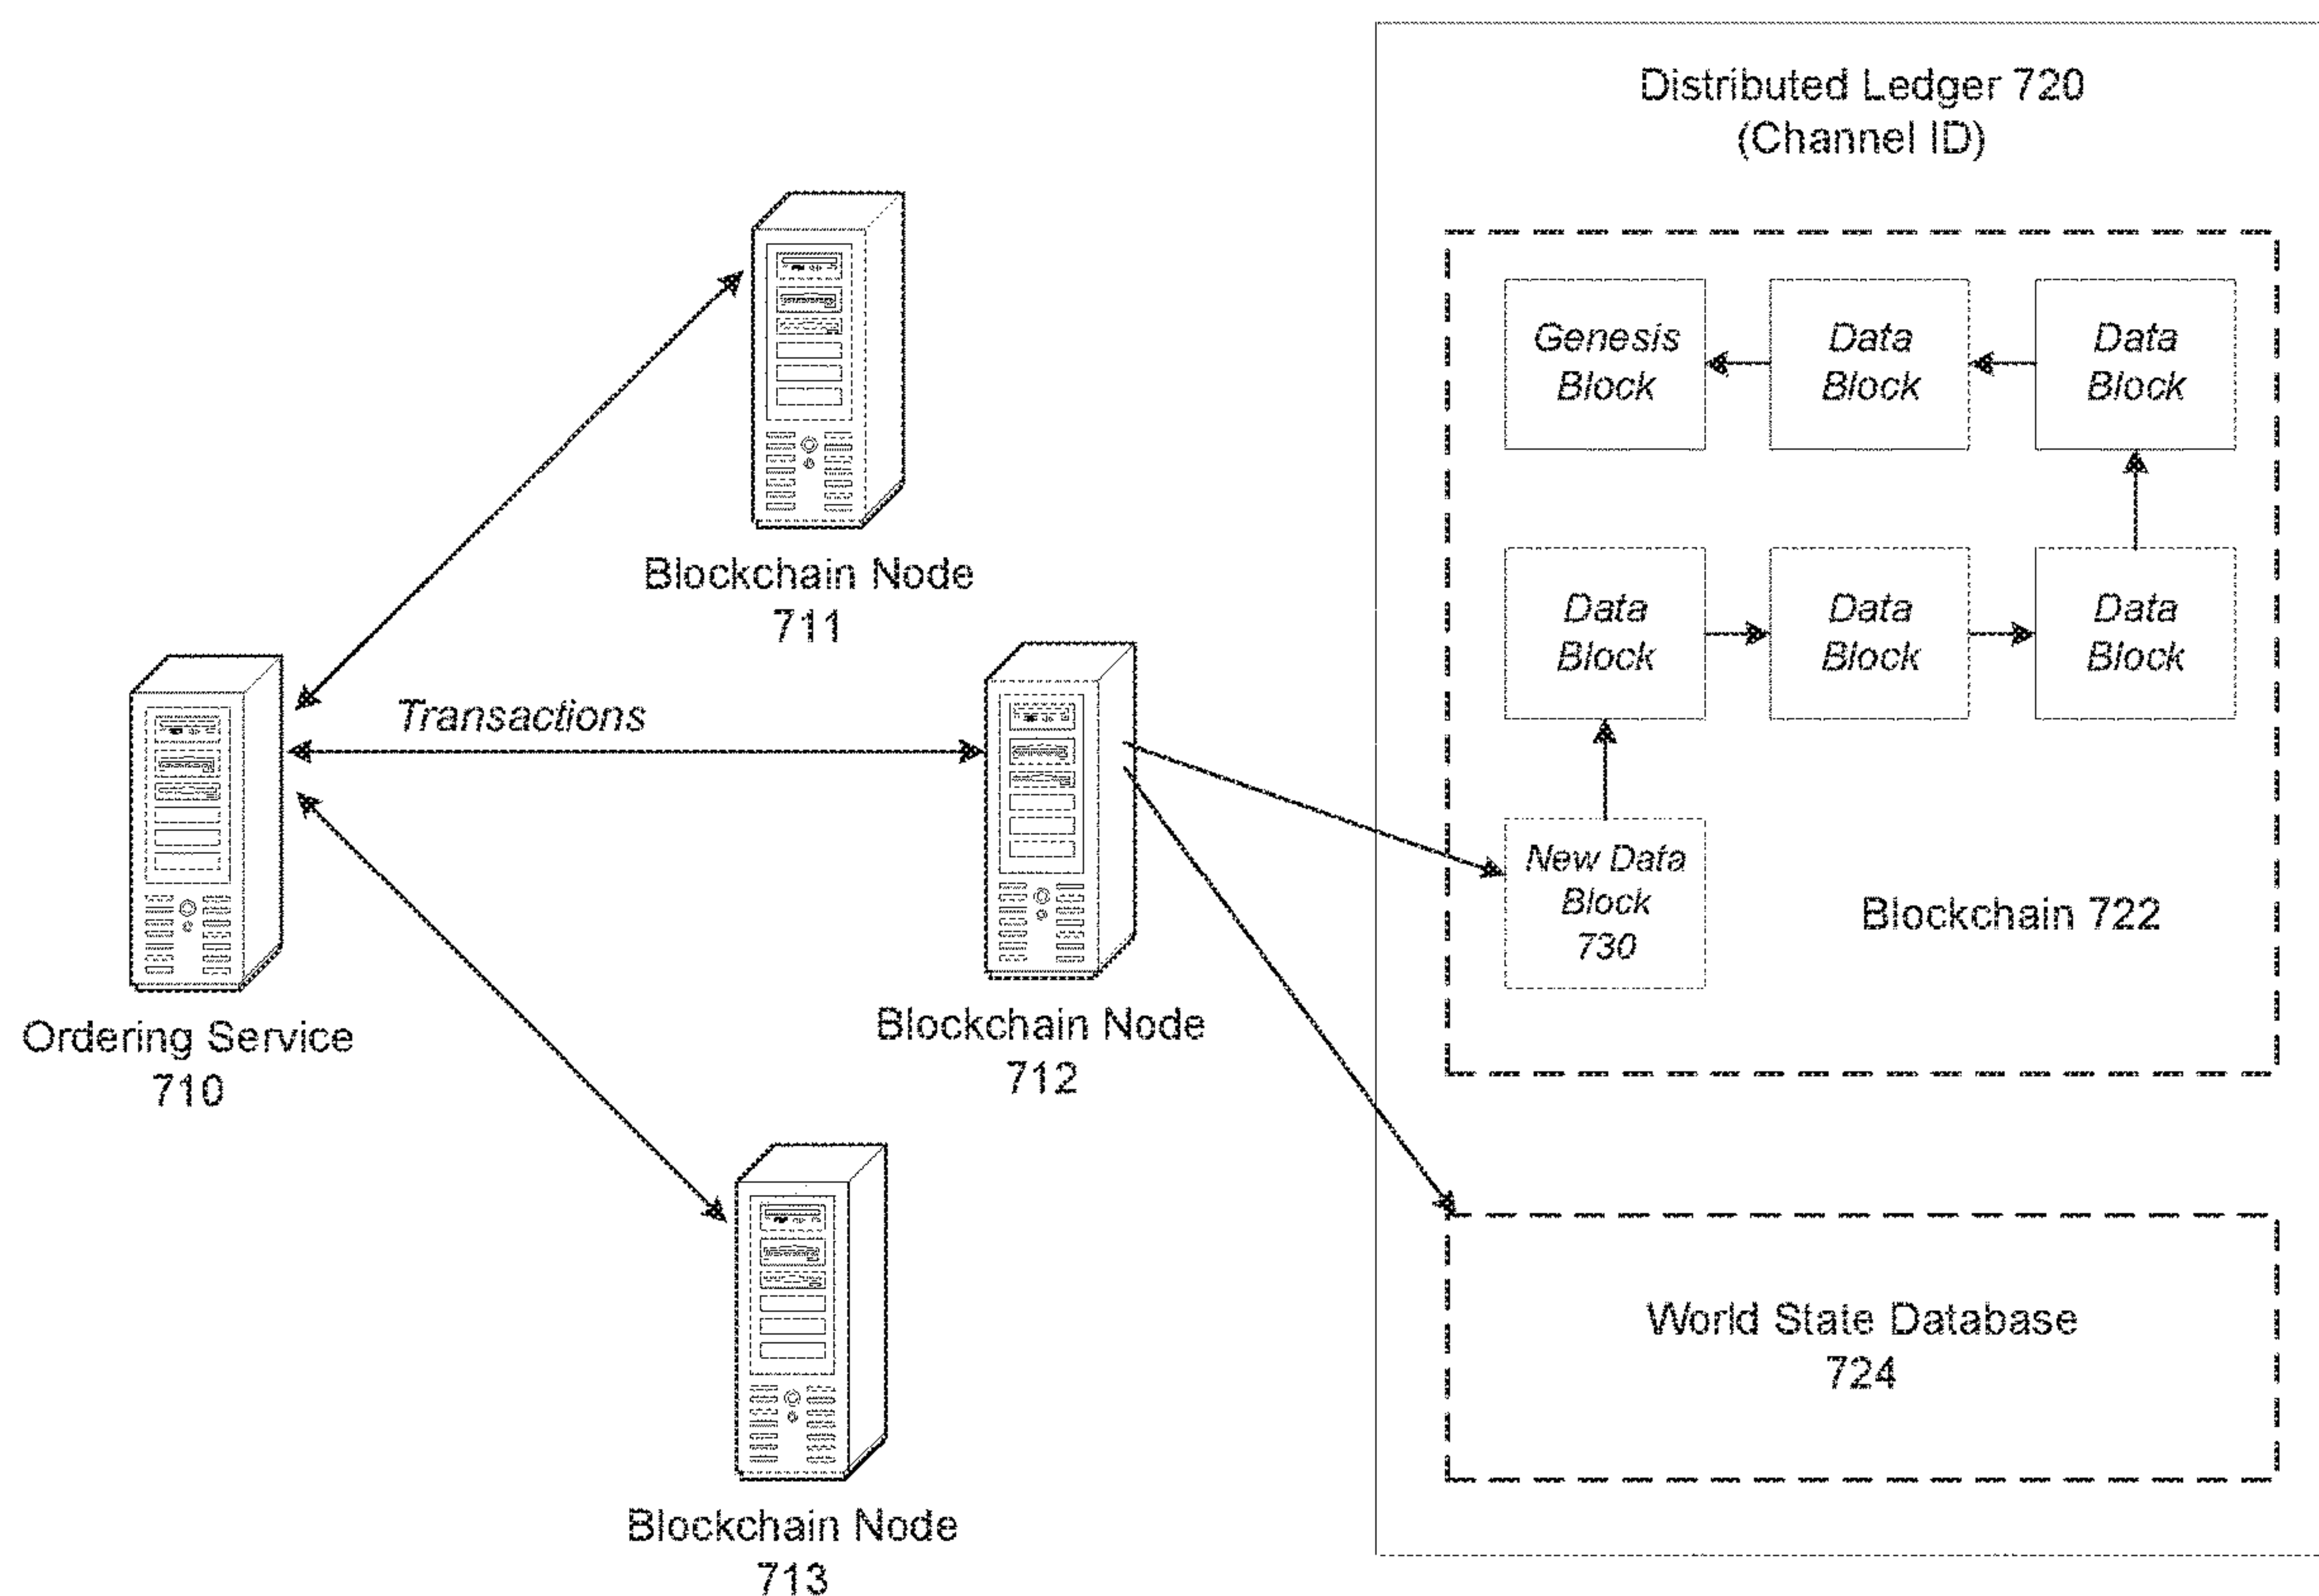 Distributed Ledger 720
(Channel ID)
Genesis
Block
Data
Block
Data
Block
Blockchain Node
711
Data
Block
Data
Block
Data
Block
Transactions
New Data
Block
730
Blockchain 722
Ordering Service
710
Blockchain Node
712
World State Database
724
Blockchain Node
713